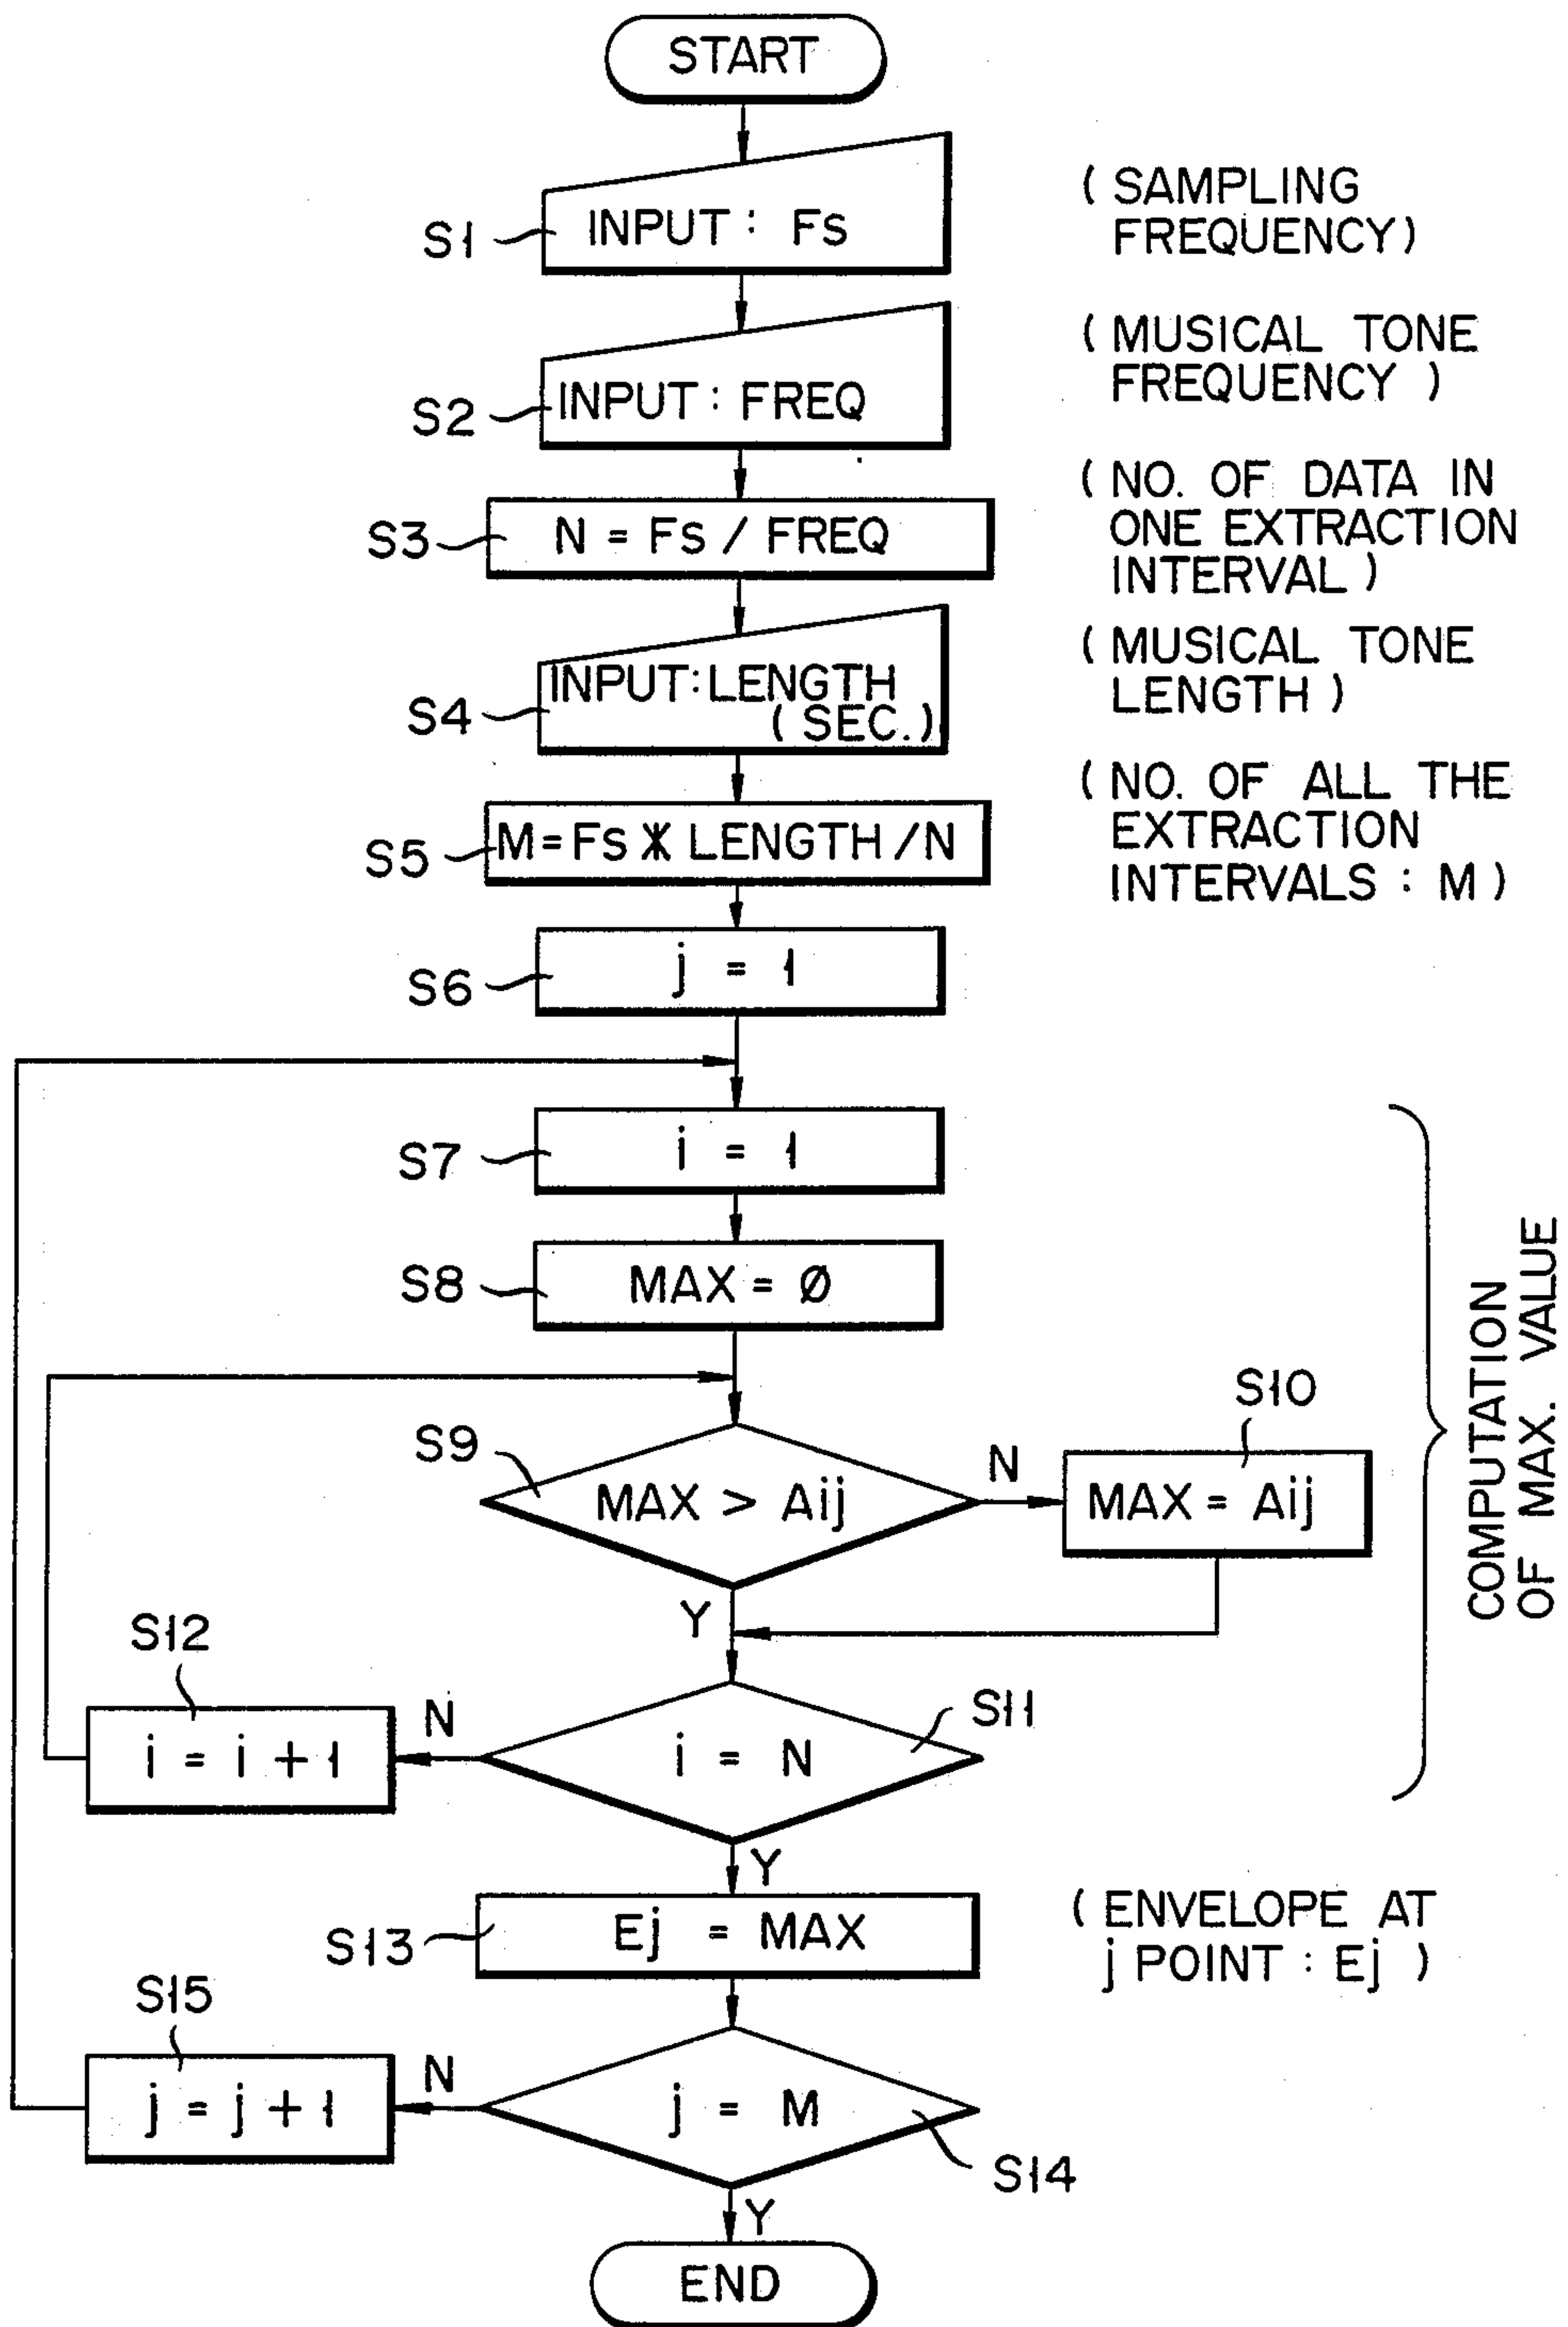 START
S1
INPUT : Fs
( SAMPLING
FREQUENCY)
S2
INPUT : FREQ
( MUSICAL TONE
FREQUENCY )
S3
N = Fs / FREQ
( NO. OF DATA IN
ONE EXTRACTION
INTERVAL )
S4
INPUT:LENGTH
( SEC. )
( MUSICAL TONE
LENGTH )
S5
M=Fs * LENGTH/N
( NO. OF ALL THE
EXTRACTION
INTERVALS : M )
S6
j = 1
S7
i = 1
S8
MAX = Ø
S9
MAX > Aij
N
S10
MAX = Aij
Y
COMPUTATION
OF MAX. VALUE
S12
i = i + 1
N
i = N
S11
Y
S13
Ej = MAX
( ENVELOPE AT
j POINT : Ej )
S15
j = j + 1
N
j = M
S14
Y
END